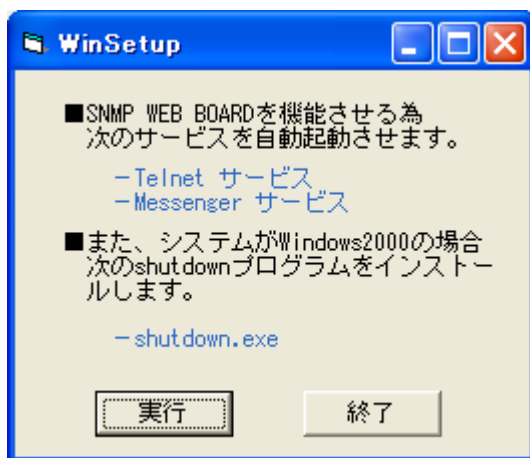 WinSetup
■SNMP WEB BOARDを機能させる為
次のサービスを自動起動させます。
－Telnet サービス
－Messenger サービス
■また、システムがWindows2000の場合
次のshutdownプログラムをインストー
ルします。
－shutdown.exe
実行
終了